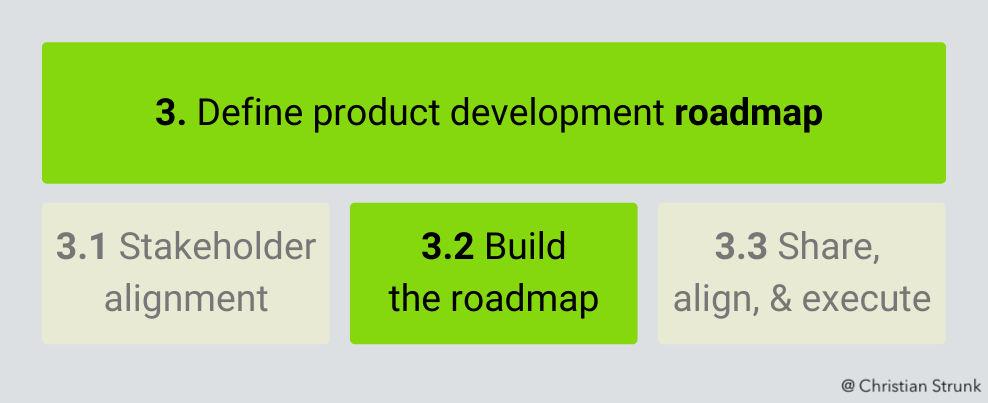 3. Define product development roadmap
3.1 Stakeholder
alignment
3.2 Build
the roadmap
3.3 Share,
align, & execute
@ Christian Strunk